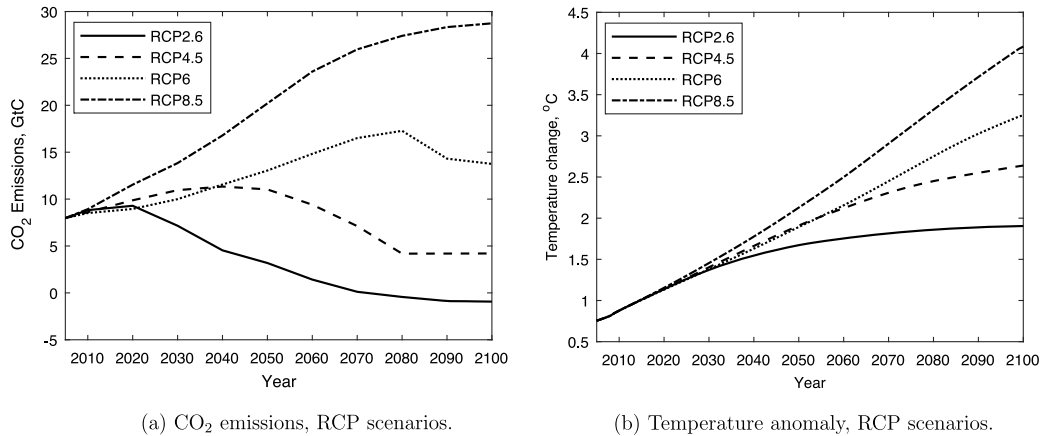 30
25
20
15
10
5
0
-5
CO2 Emissions, GtC
RCP2.6
RCP4.5
RCP6
RCP8.5
2010 2020 2030 2040 2050 2060 2070 2080 2090 2100
Year
(a) CO2 emissions, RCP scenarios.
4.5
4
3.5
3
2.5
2
1.5
1
0.5
Temperature change, °C
RCP2.6
RCP4.5
RCP6
RCP8.5
2010 2020 2030 2040 2050 2060 2070 2080 2090 2100
Year
(b) Temperature anomaly, RCP scenarios.